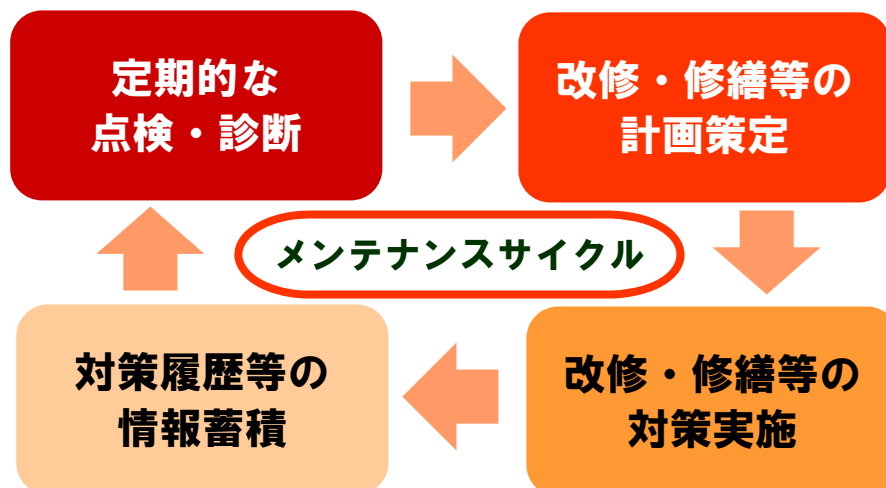 定期的な
点検・診断
改修・修繕等の
計画策定
メンテナンスサイクル
対策履歴等の
情報蓄積
改修・修繕等の
対策実施